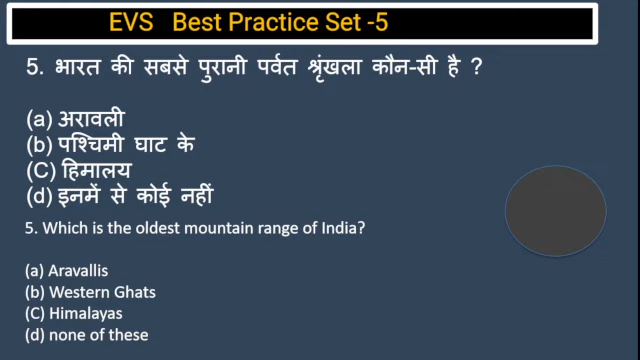 EVS Best Practice Set -5
5. भारत की सबसे पुरानी पर्वत श्रृंखला कौन-सी है ?
(a) अरावली
(b) पश्चिमी घाट के
(C) हिमालय
(d) इनमें से कोई नहीं
5. Which is the oldest mountain range of India?
(a) Aravallis
(b) Western Ghats
(C) Himalayas
(d) none of these